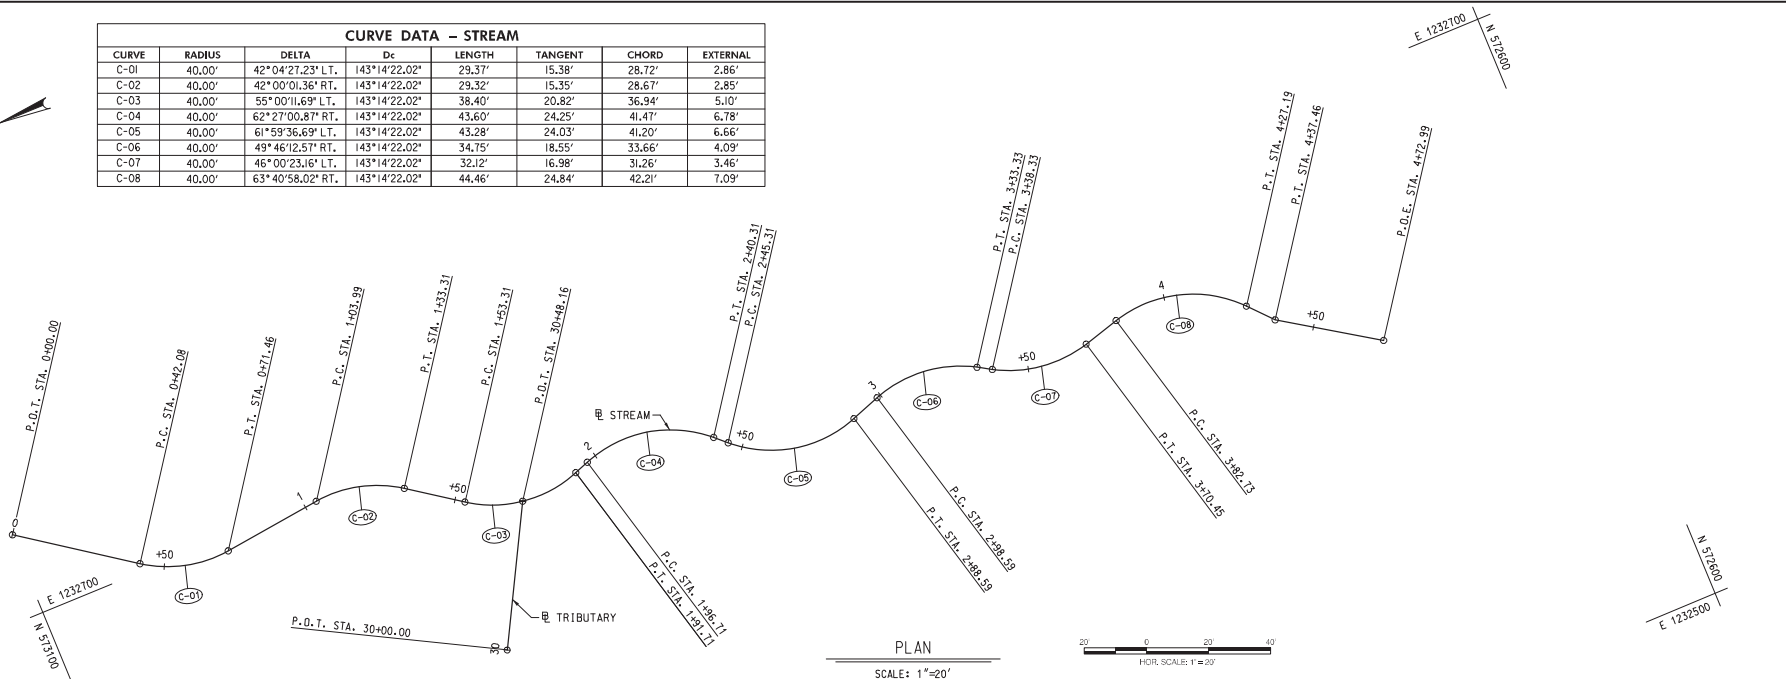 CURVE DATA – STREAM
CURVE RADIUS DELTA Dc LENGTH TANGENT CHORD EXTERNAL
C-01 40.00' 42°04'27.23" LT. 143°14'22.02" 29.37' 15.38' 28.72' 2.86'
C-02 40.00' 42°00'01.36" RT. 143°14'22.02" 29.32' 15.35' 28.67' 2.85'
C-03 40.00' 55°00'11.69" LT. 143°14'22.02" 38.40' 20.82' 36.94' 5.10'
C-04 40.00' 62°27'00.87" RT. 143°14'22.02" 43.60' 24.25' 41.47' 6.78'
C-05 40.00' 61°59'36.69" LT. 143°14'22.02" 43.28' 24.03' 41.20' 6.66'
C-06 40.00' 49°46'12.57" RT. 143°14'22.02" 34.75' 18.55' 33.66' 4.09'
C-07 40.00' 46°00'23.16" LT. 143°14'22.02" 32.12' 16.98' 31.26' 3.46'
C-08 40.00' 63°40'58.02" RT. 143°14'22.02" 44.46' 24.84' 42.21' 7.09'
E 1232700
N 572600
P.O.T. STA. 0+00.00
P.C. STA. 0+42.08
P.T. STA. 0+71.46
P.C. STA. 1+03.99
P.T. STA. 1+33.31
P.C. STA. 1+53.31
P.O.T. STA. 30+48.16
P.T. STA. 2+40.31
P.C. STA. 2+45.31
P.T. STA. 3+33.33
P.C. STA. 3+38.33
P.T. STA. 4+27.19
P.T. STA. 4+37.46
P.O.E. STA. 4+72.99
0
+50
1
+50
2
+50
3
+50
4
+50
C-01
C-02
C-03
C-04
C-05
C-06
C-07
C-08
℄ STREAM
P.C. STA. 1+96.71
P.T. STA. 1+91.71
P.C. STA. 2+98.59
P.T. STA. 2+88.59
P.C. STA. 3+82.73
P.T. STA. 3+70.45
E 1232700
N 573100
P.O.T. STA. 30+00.00
30
℄ TRIBUTARY
N 572600
E 1232500
PLAN
SCALE: 1"=20'
20' 0 20' 40'
HOR. SCALE: 1" = 20'